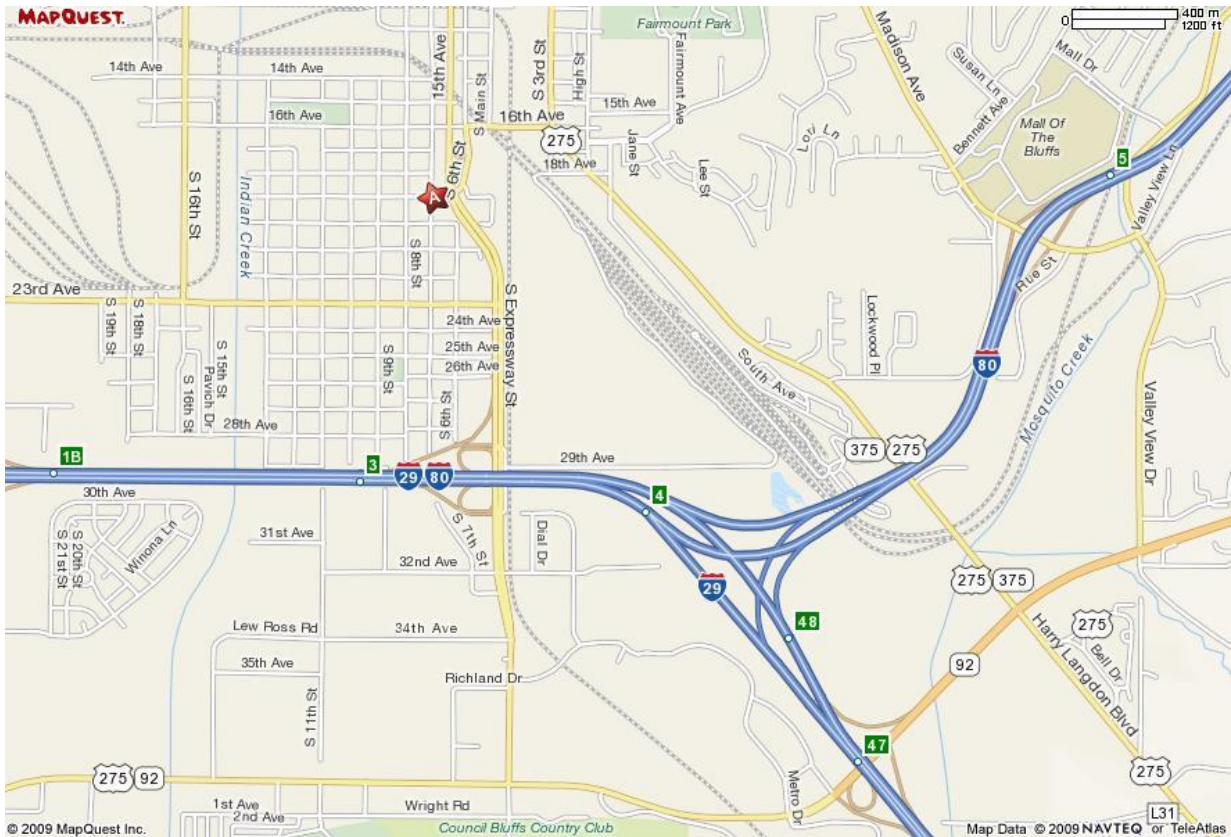 MAPQUEST.
Fairmount Park
0 400 m
1200 ft
14th Ave
14th Ave
15th Ave
S Main St
S 3rd St
High St
Fairmount Ave
Madison Ave
Susan Ln
Mall Dr
16th Ave
16th Ave
15th Ave
275
Jane St
Lee St
Lori Ln
Bennett Ave
Mall Of
The
Bluffs
5
18th Ave
S 16th St
Indian Creek
A
S 6th St
S 8th St
Valley View Ln
Rue St
23rd Ave
S Expressway St
24th Ave
25th Ave
26th Ave
S 19th St
S 18th St
S 16th St
S 15th St
Pavich Dr
S 9th St
S 6th St
28th Ave
South Ave
Lockwood Pl
80
Mosquito Creek
Valley View Dr
375
275
1B
3
29
80
29th Ave
4
30th Ave
S 21st St
S 20th St
Winona Ln
31st Ave
S 7th St
32nd Ave
Dial Dr
29
275
375
48
Lew Ross Rd
34th Ave
35th Ave
S 11th St
Richland Dr
92
275
Bell Dr
Harry Langdon Blvd
47
275
92
275
1st Ave
2nd Ave
Wright Rd
Metro Dr
L31
© 2009 MapQuest Inc.
Council Bluffs Country Club
Map Data © 2009 NAVTEQ or TeleAtlas